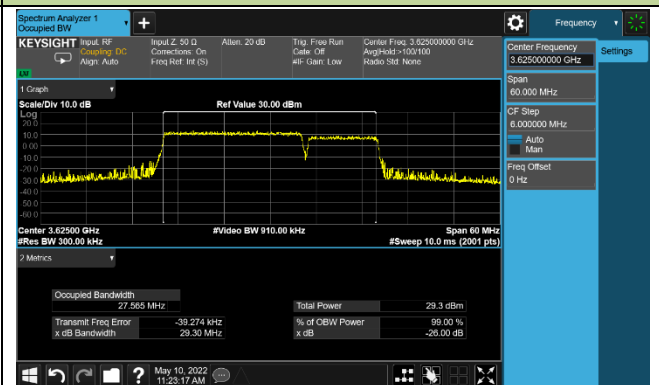 Spectrum Analyzer 1
Occupied BW
+
Frequency
KEYSIGHT
Input: RF
Coupling: DC
Align: Auto
Input Z: 50 Ω
Corrections: On
Freq Ref: Int (S)
Atten: 20 dB
Trig: Free Run
Gate: Off
#IF Gain: Low
Center Freq: 3.625000000 GHz
Avg|Hold:>100/100
Radio Std: None
LXI
Center Frequency
3.625000000 GHz
Settings
Span
60.000 MHz
CF Step
6.000000 MHz
Auto
Man
Freq Offset
0 Hz
1 Graph
Scale/Div 10.0 dB
Ref Value 30.00 dBm
Log
20.0
10.0
0.00
-10.0
-20.0
-30.0
-40.0
-50.0
-60.0
Center 3.62500 GHz
#Video BW 910.00 kHz
Span 60 MHz
#Res BW 300.00 kHz
#Sweep 10.0 ms (2001 pts)
2 Metrics
Occupied Bandwidth
27.565 MHz
Total Power
29.3 dBm
Transmit Freq Error
-39.274 kHz
% of OBW Power
99.00 %
x dB Bandwidth
29.30 MHz
x dB
-26.00 dB
?
May 10, 2022
11:23:17 AM